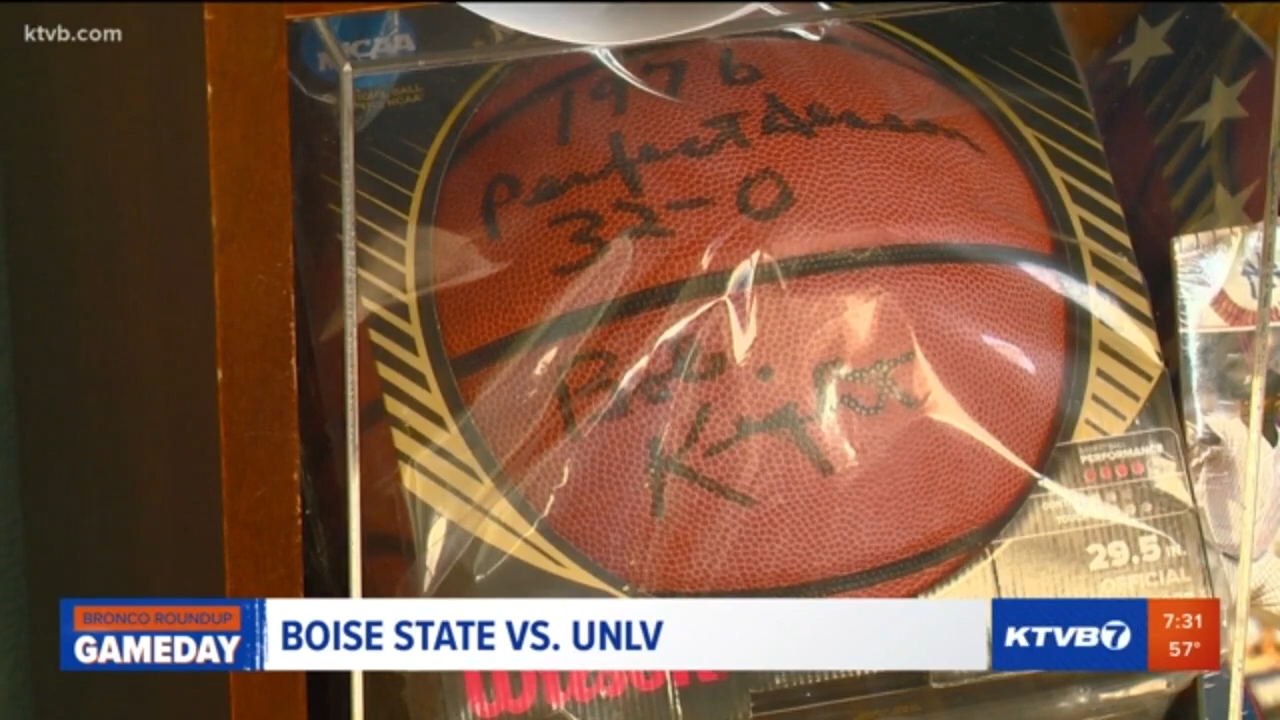 ktvb.com
NCAA
1976
Perfect Season
32-0
Bob
Knight
PERFORMANCE
29.5 IN.
OFFICIAL
BRONCO ROUNDUP
GAMEDAY
BOISE STATE VS. UNLV
KTVB7
7:31
57°
Wilson